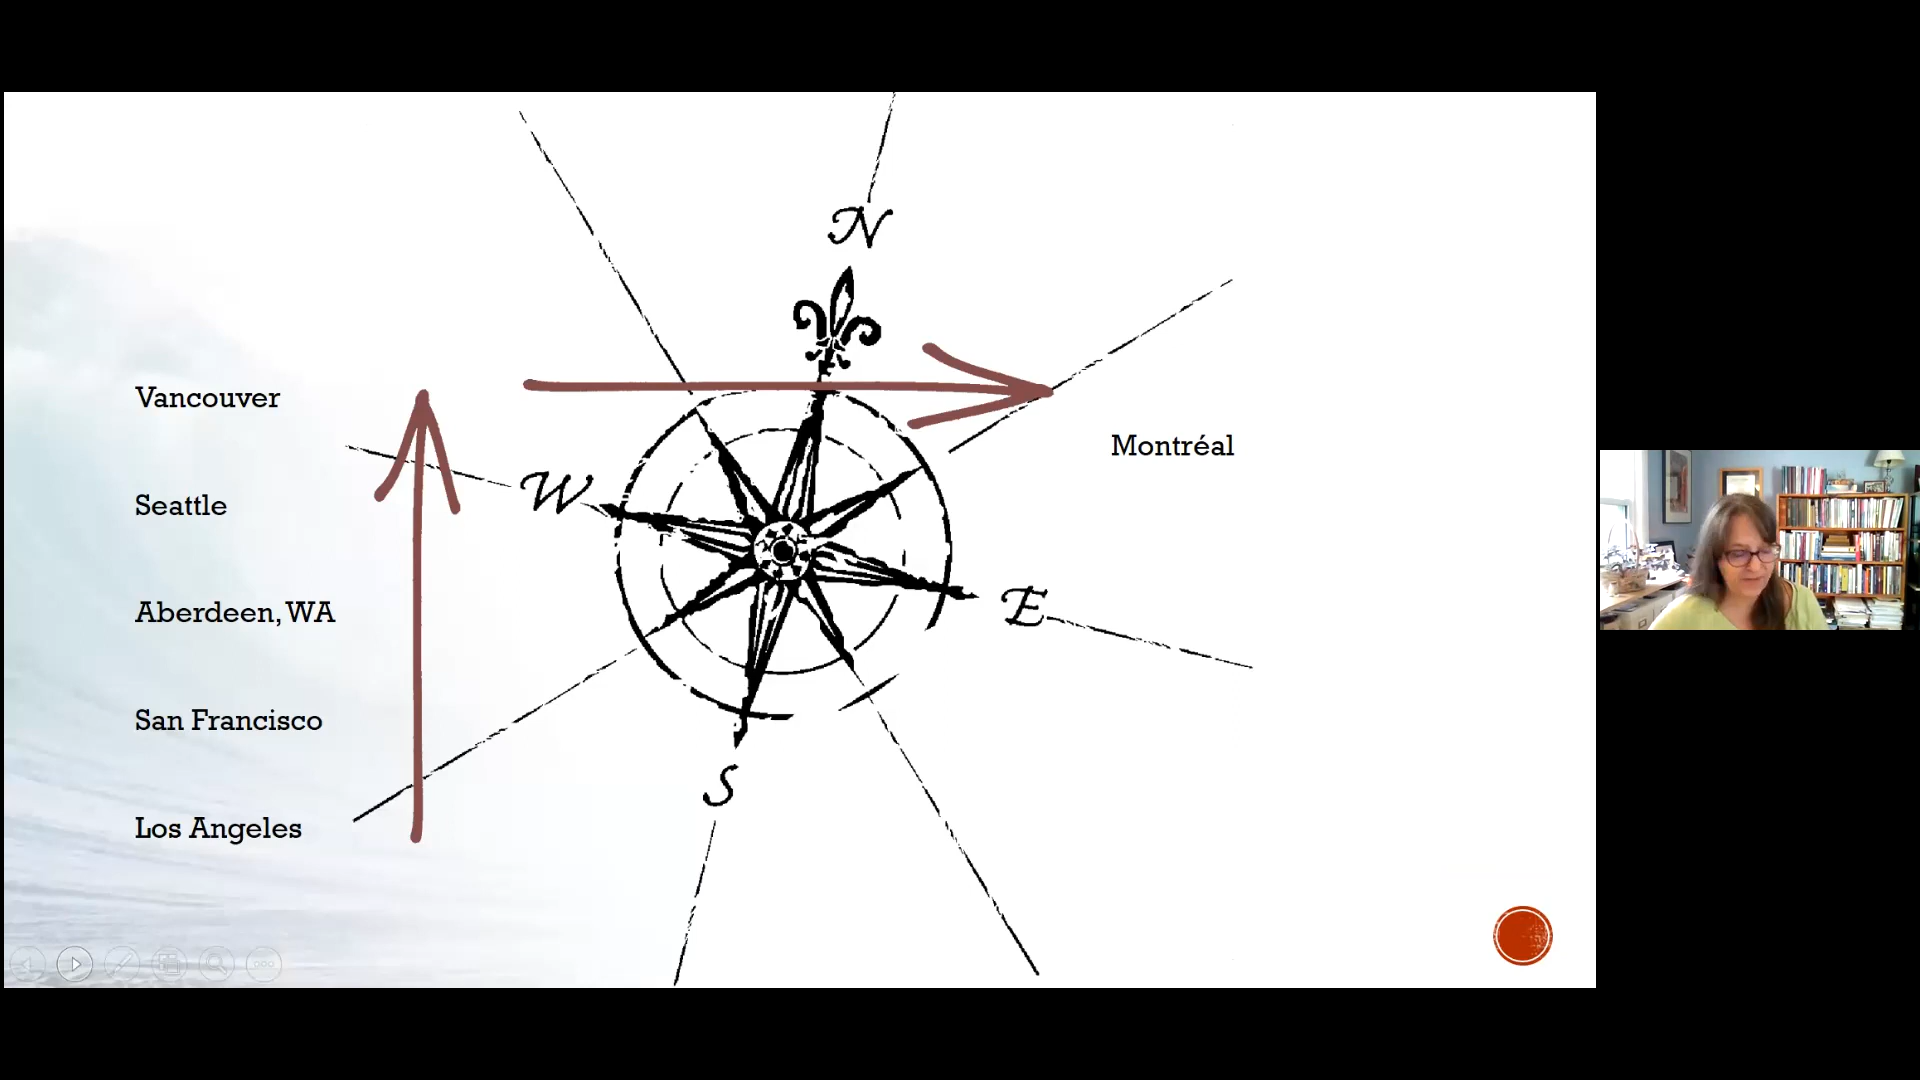 N
Vancouver
Montréal
W
Seattle
E
Aberdeen, WA
San Francisco
S
Los Angeles